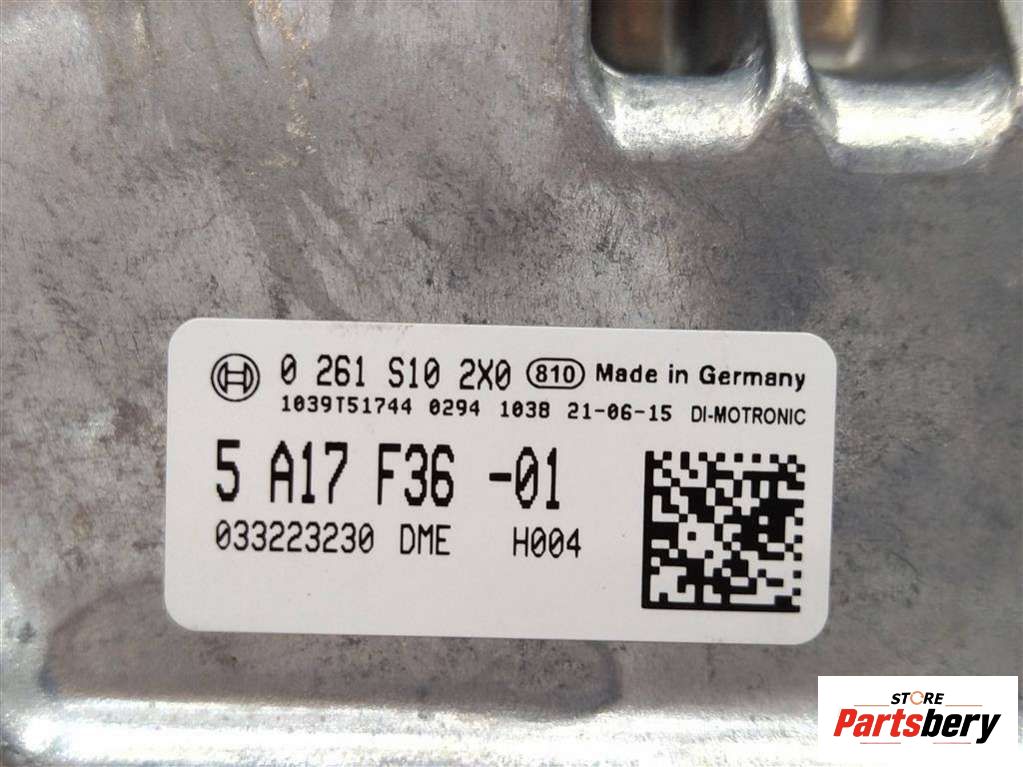 0 261 S10 2X0 810 Made in Germany
1039T51744 0294 1038 21-06-15 DI-MOTRONIC
5 A17 F36 -01
033223230 DME H004
STORE
Partsbery